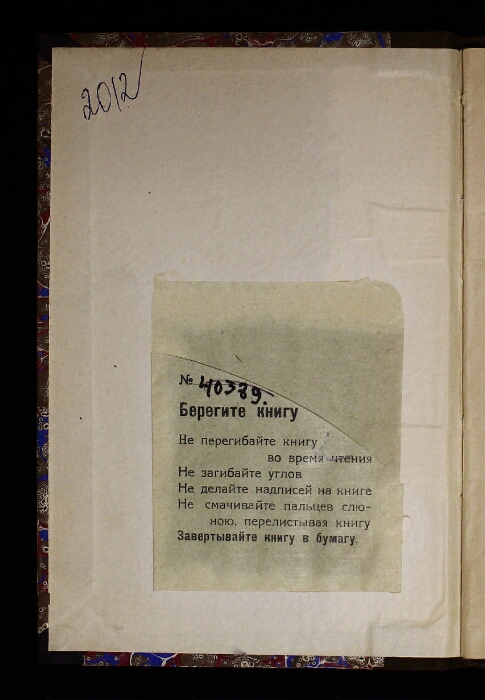 2012
№ 40389.
Берегите книгу
Не перегибайте книгу
во время чтения
Не загибайте углов
Не делайте надписей на книге
Не смачивайте пальцев слю-
ною, перелистывая книгу
Завертывайте книгу в бумагу.